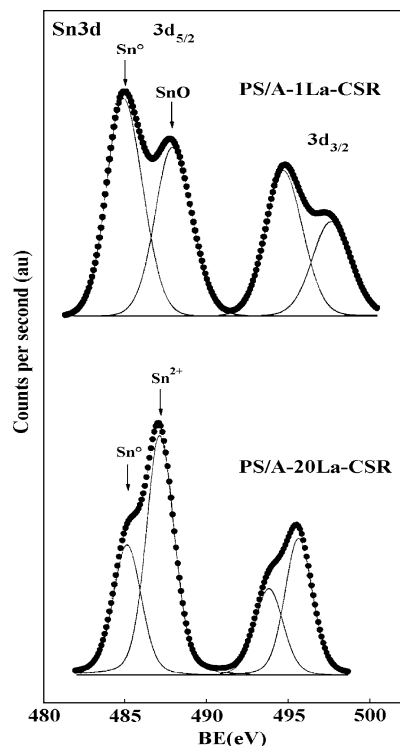 Sn3d
3d5/2
Sn°
SnO
PS/A-1La-CSR
3d3/2
Counts per second (au)
Sn2+
Sn°
PS/A-20La-CSR
480 485 490 495 500
BE(eV)